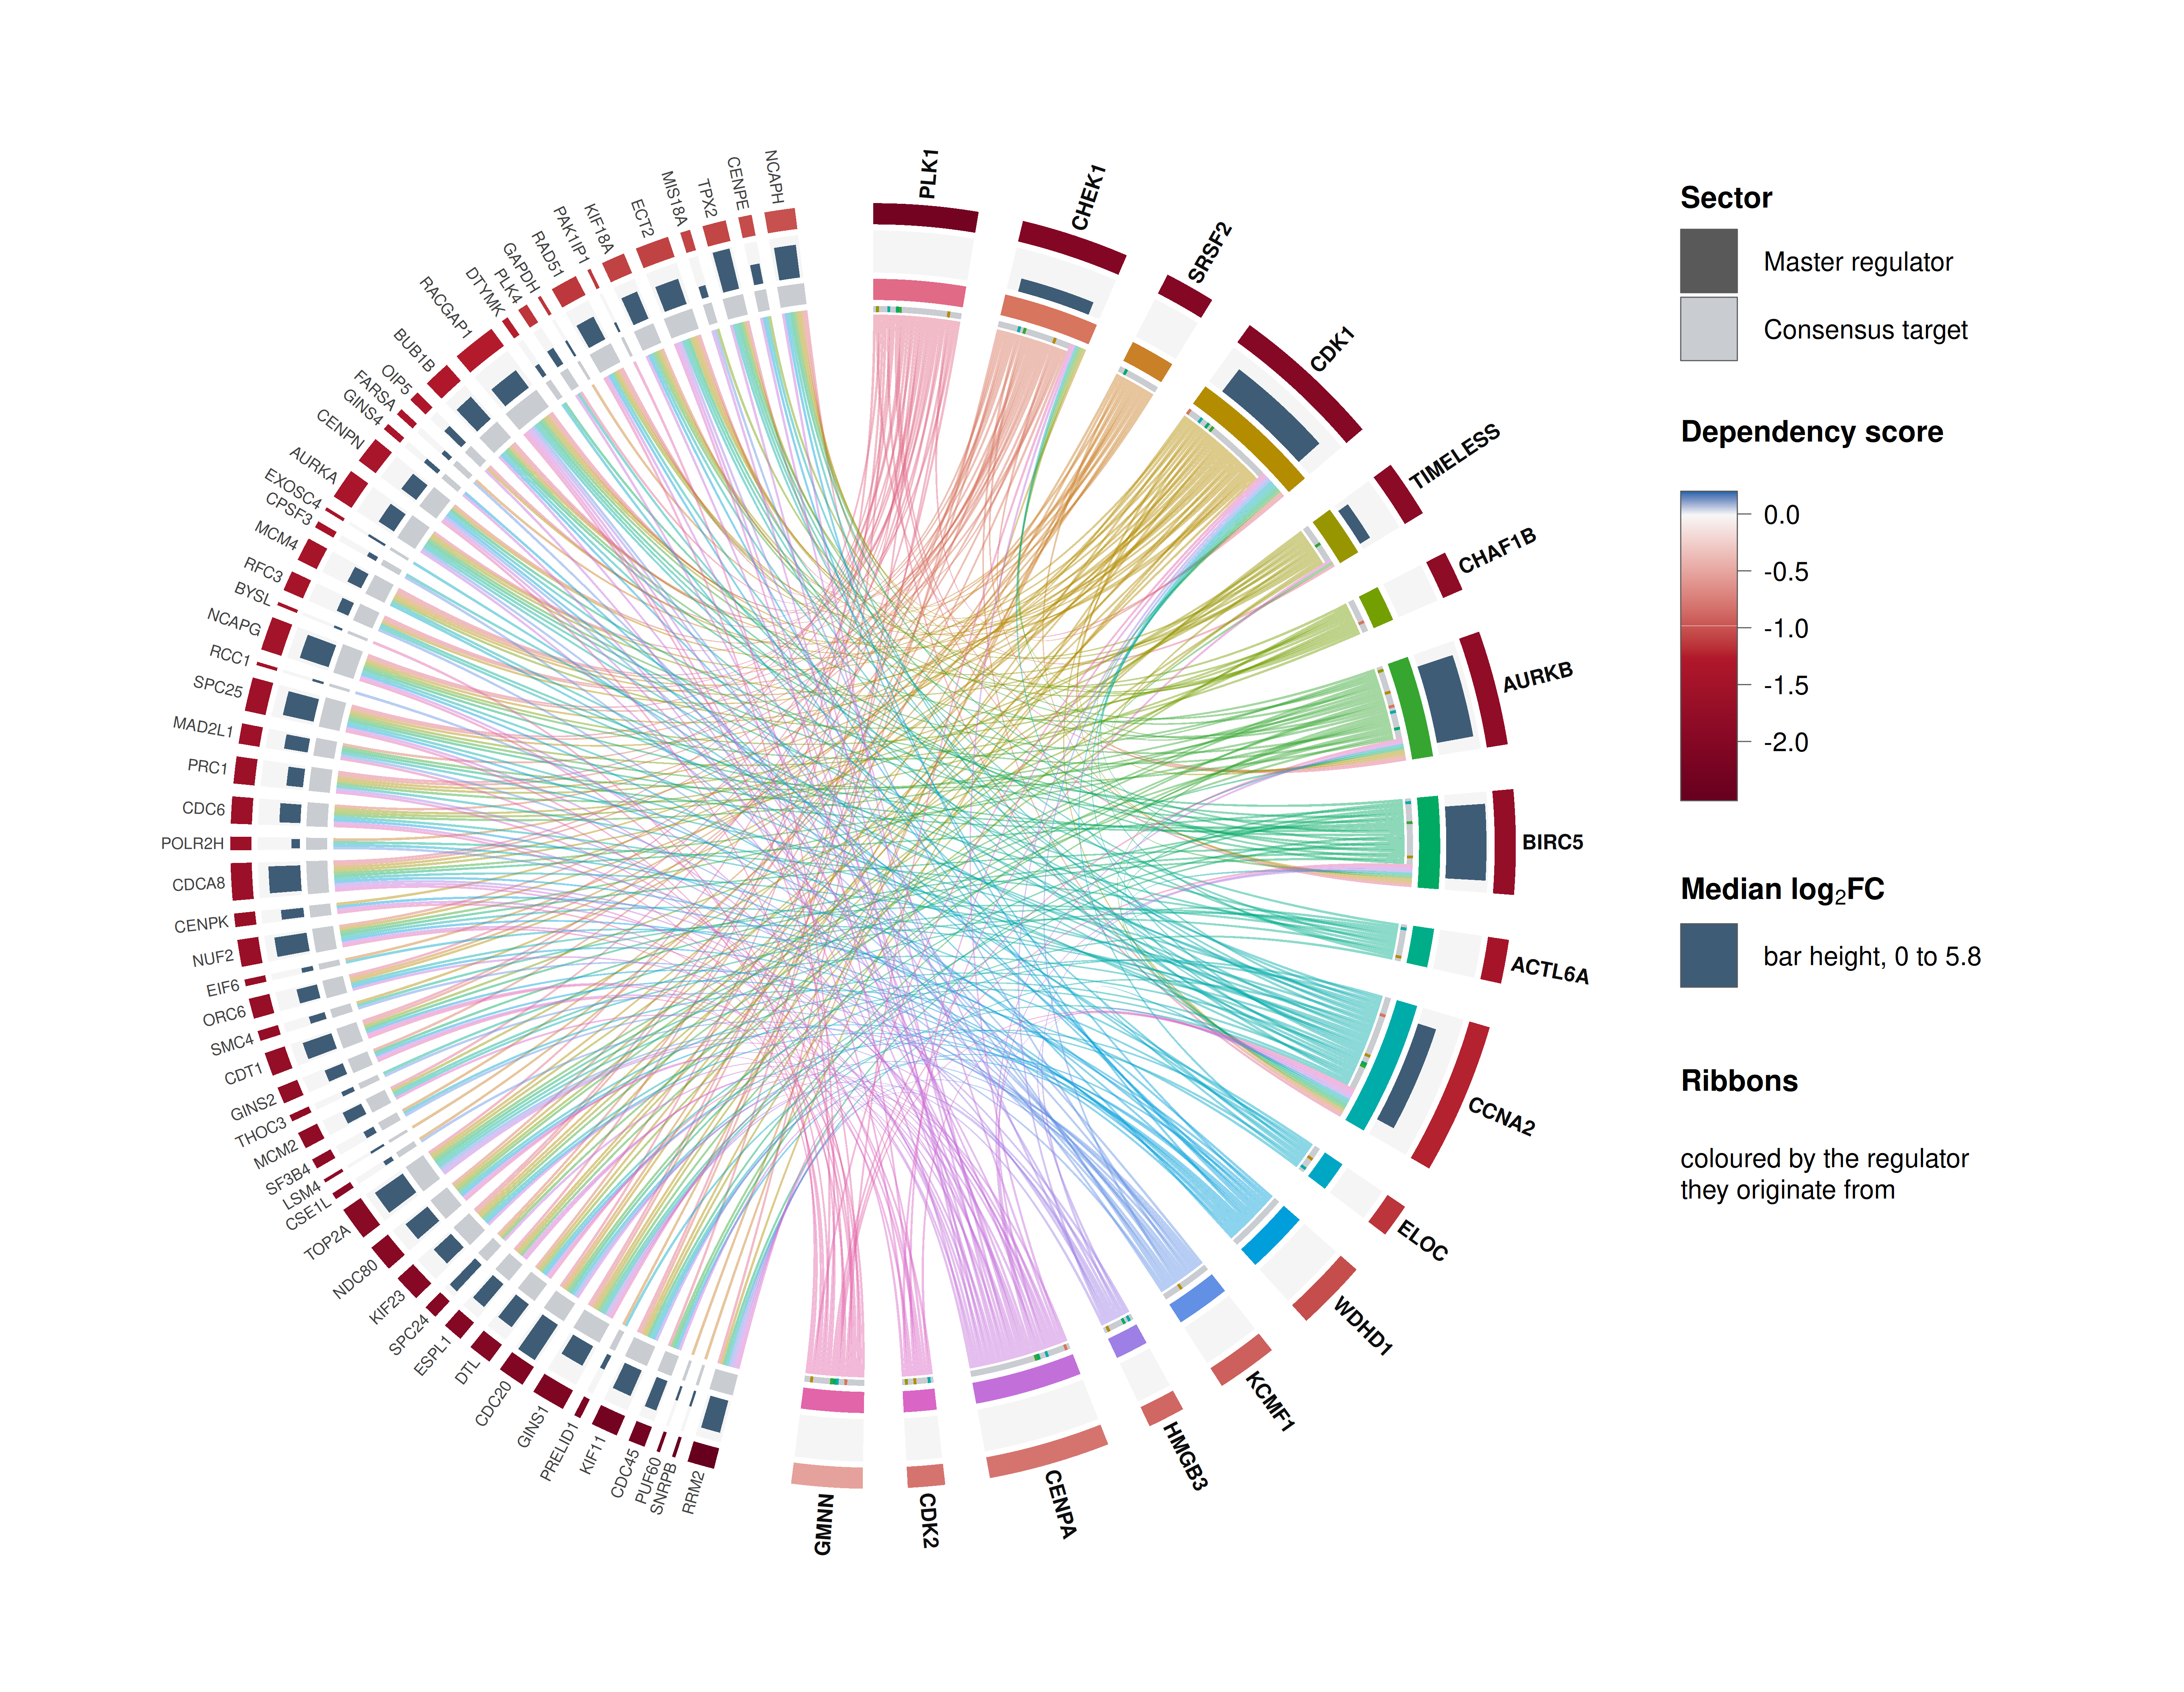 PLK1
CHEK1
SRSF2
CDK1
TIMELESS
CHAF1B
AURKB
BIRC5
ACTL6A
CCNA2
ELOC
WDHD1
KCMF1
HMGB3
CENPA
CDK2
GMNN
RRM2
SNRPB
PUF60
CDC45
KIF11
PRELID1
GINS1
CDC20
DTL
ESPL1
SPC24
KIF23
NDC80
TOP2A
CSE1L
LSM4
SF3B4
MCM2
THOC3
GINS2
CDT1
SMC4
ORC6
EIF6
NUF2
CENPK
CDCA8
POLR2H
CDC6
PRC1
MAD2L1
SPC25
RCC1
NCAPG
BYSL
RFC3
MCM4
CPSF3
EXOSC4
AURKA
CENPN
GINS4
FARSA
OIP5
BUB1B
RACGAP1
DTYMK
PLK4
GAPDH
RAD51
PAK1IP1
KIF18A
ECT2
MIS18A
TPX2
CENPE
NCAPH
Sector
Master regulator
Consensus target
Dependency score
0.0
-0.5
-1.0
-1.5
-2.0
Median log₂FC
bar height, 0 to 5.8
Ribbons
coloured by the regulator
they originate from